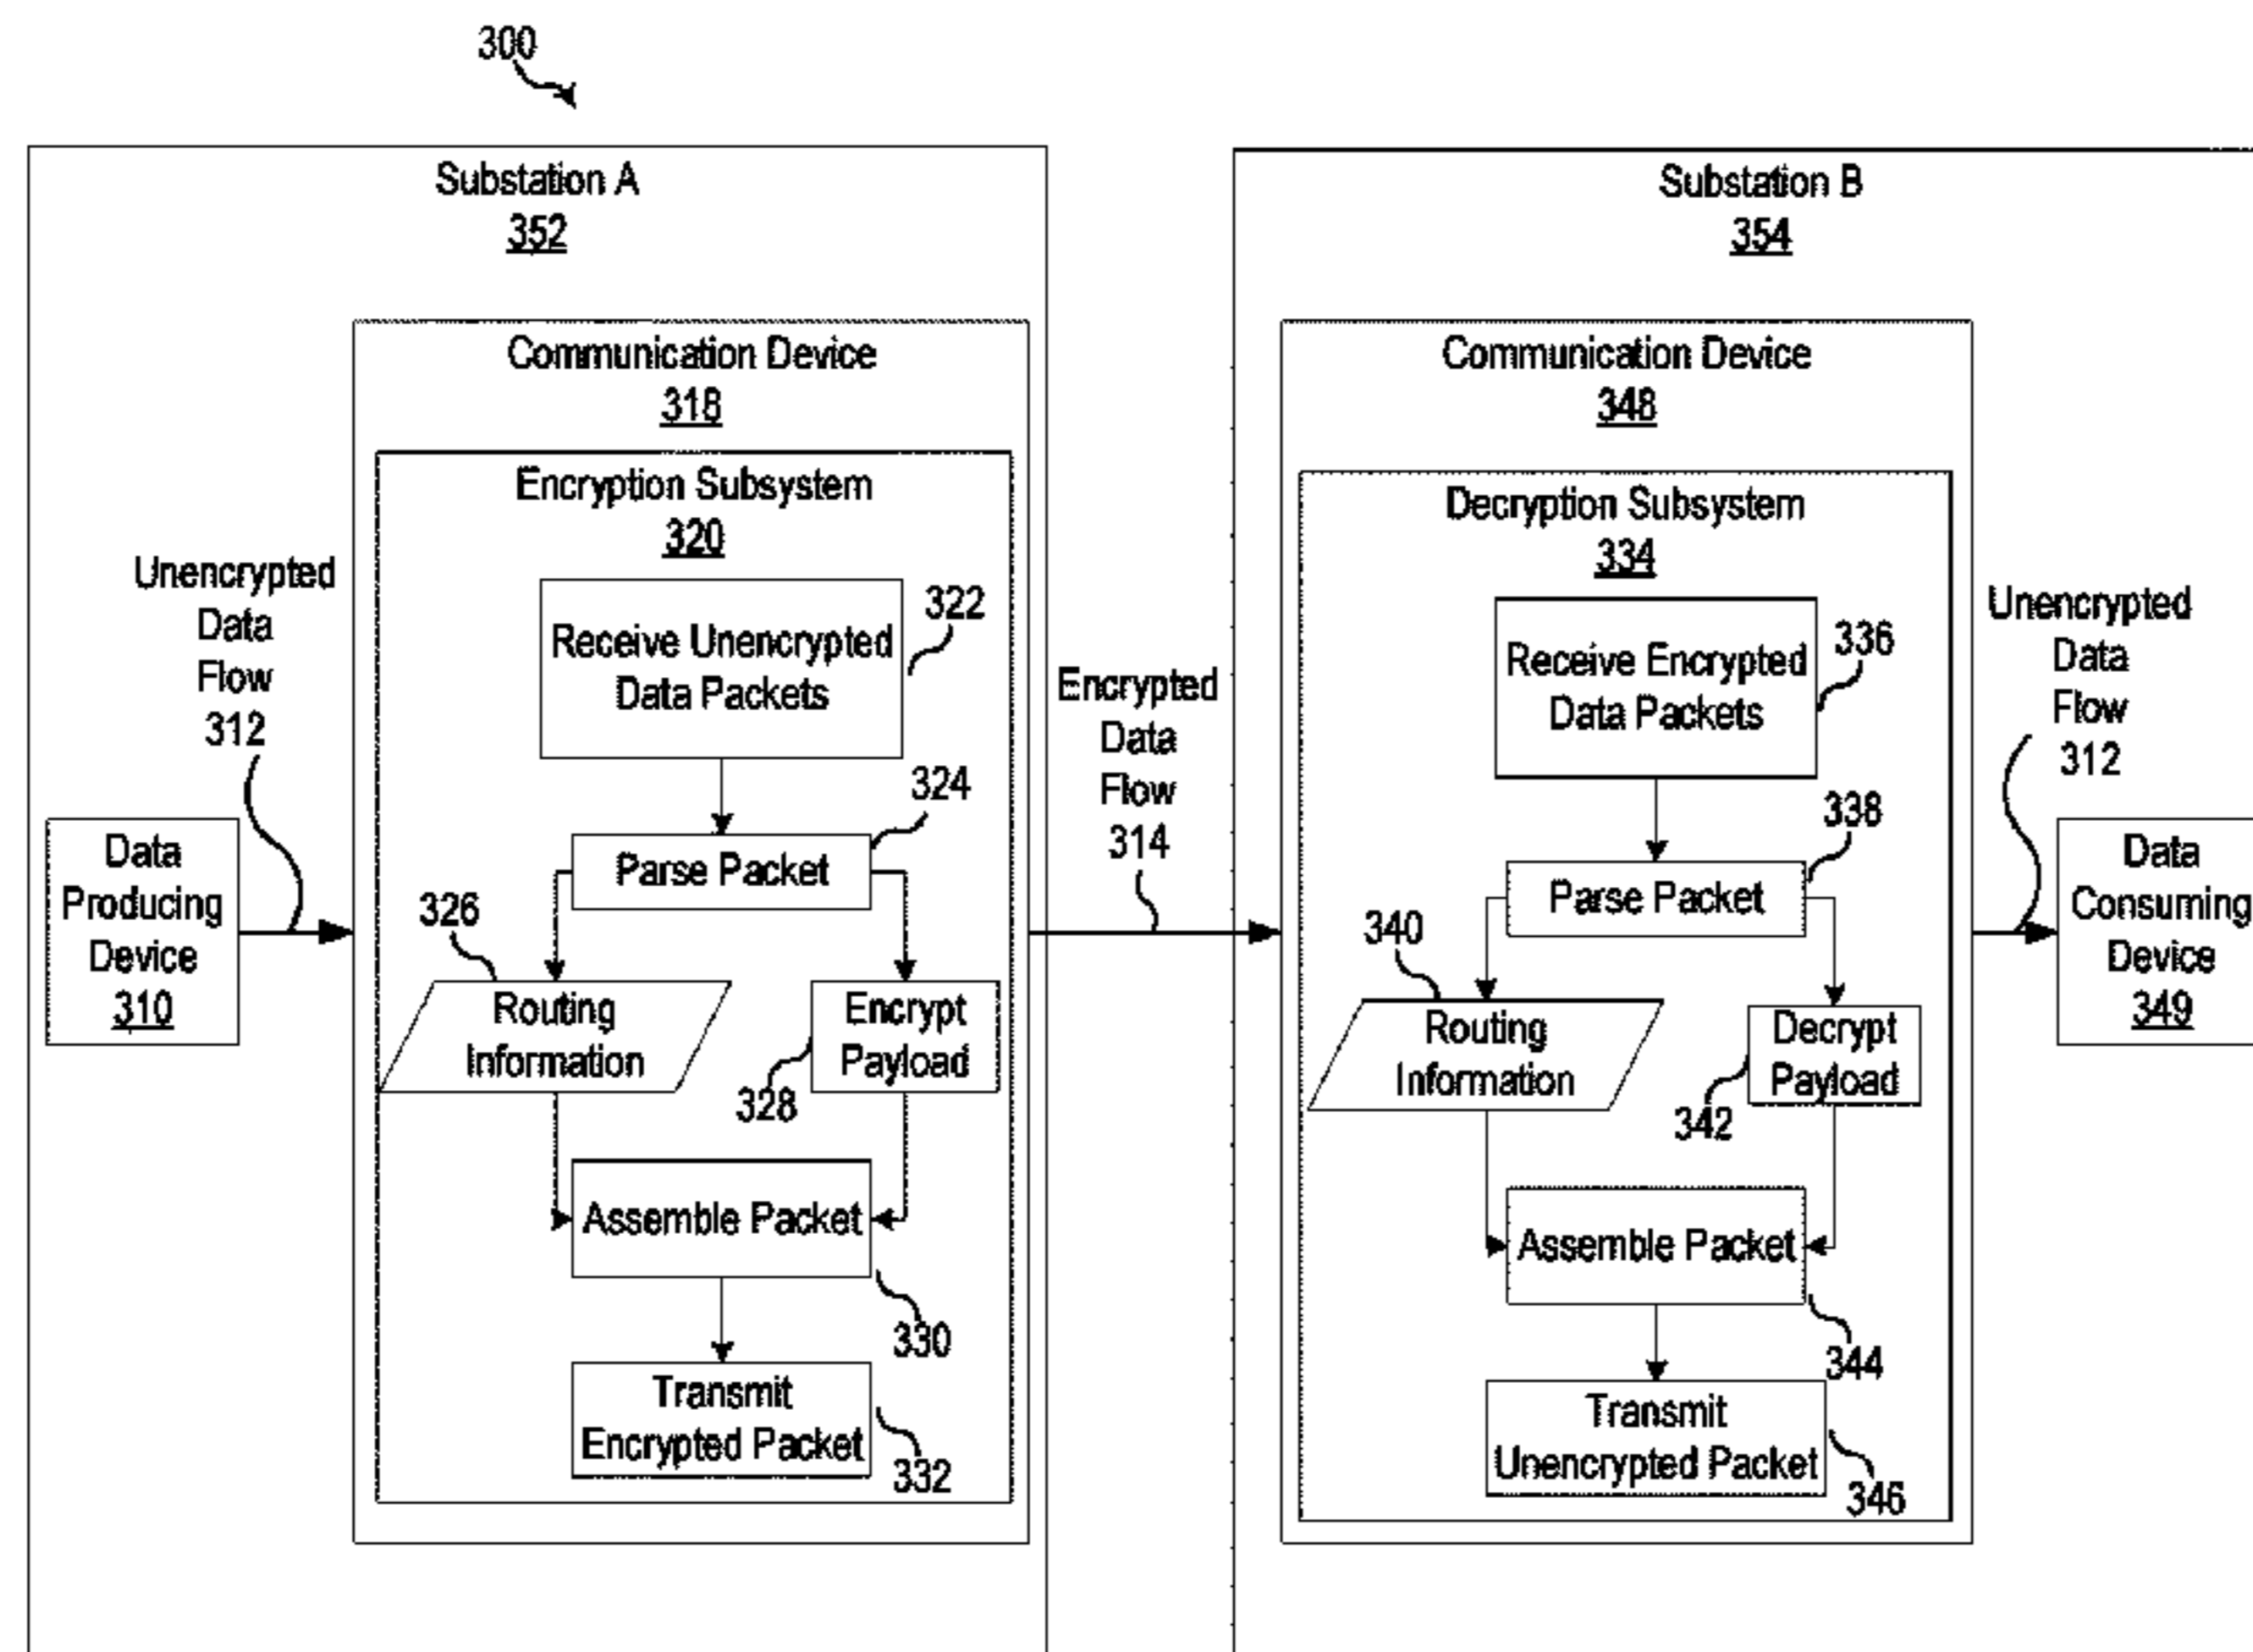 300
Substation A
352
Communication Device
318
Encryption Subsystem
320
Unencrypted
Data
Flow
312
Data
Producing
Device
310
Receive Unencrypted
Data Packets
322
324
Parse Packet
326
Routing
Information
Encrypt
Payload
328
Assemble Packet
330
Transmit
Encrypted Packet
332
Encrypted
Data
Flow
314
Substation B
354
Communication Device
348
Decryption Subsystem
334
Receive Encrypted
Data Packets
336
338
Parse Packet
340
Routing
Information
Decrypt
Payload
342
Assemble Packet
344
Transmit
Unencrypted Packet
346
Unencrypted
Data
Flow
312
Data
Consuming
Device
349